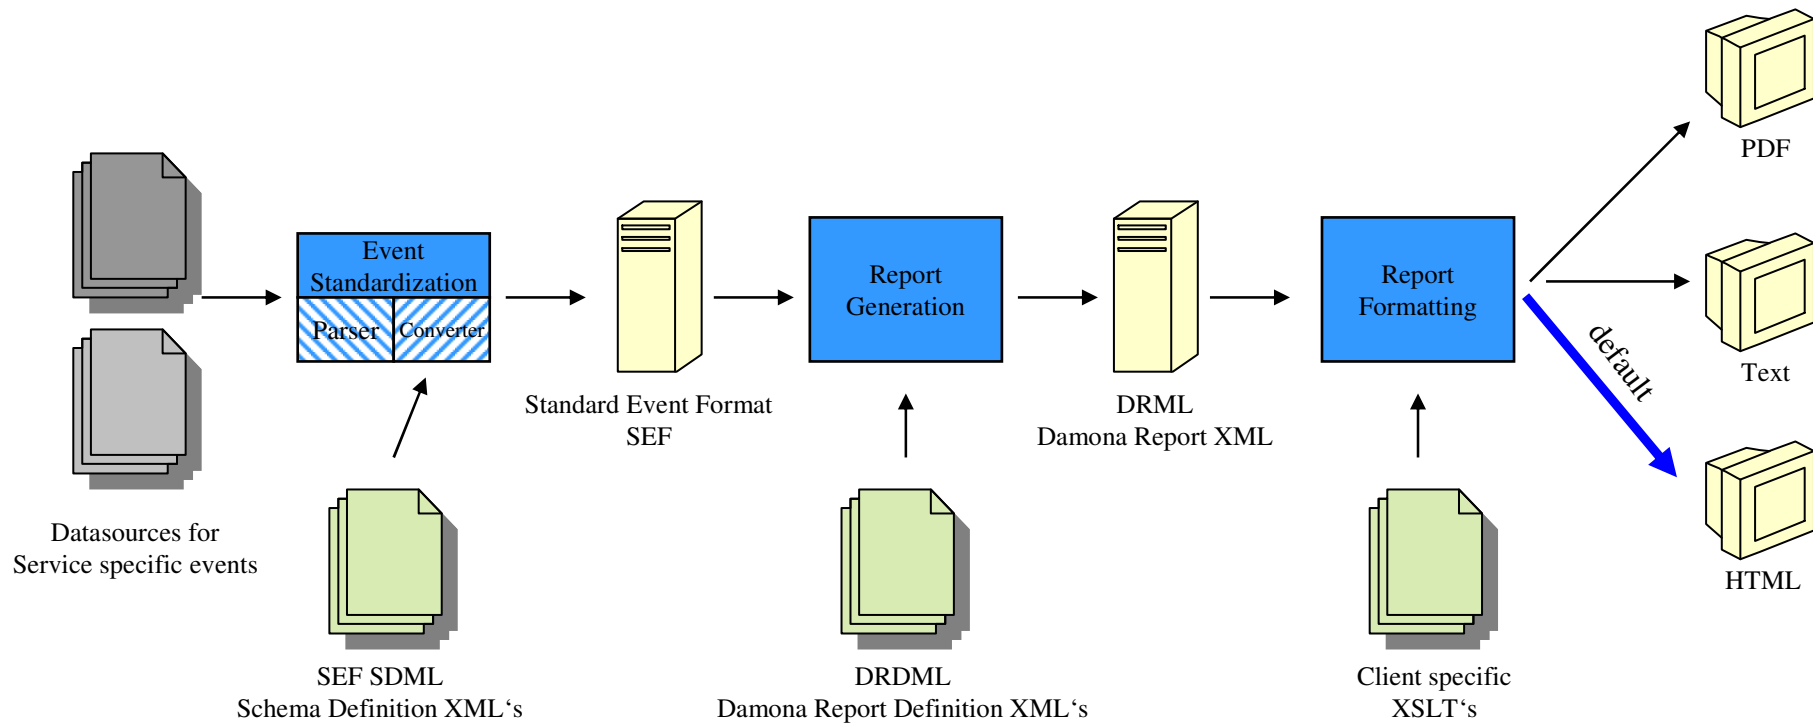 PDF
Event
Standardization
Parser
Converter
Report
Generation
Report
Formatting
default
Text
Standard Event Format
SEF
DRML
Damona Report XML
Datasources for
Service specific events
HTML
SEF SDML
Schema Definition XML‘s
DRDML
Damona Report Definition XML‘s
Client specific
XSLT‘s